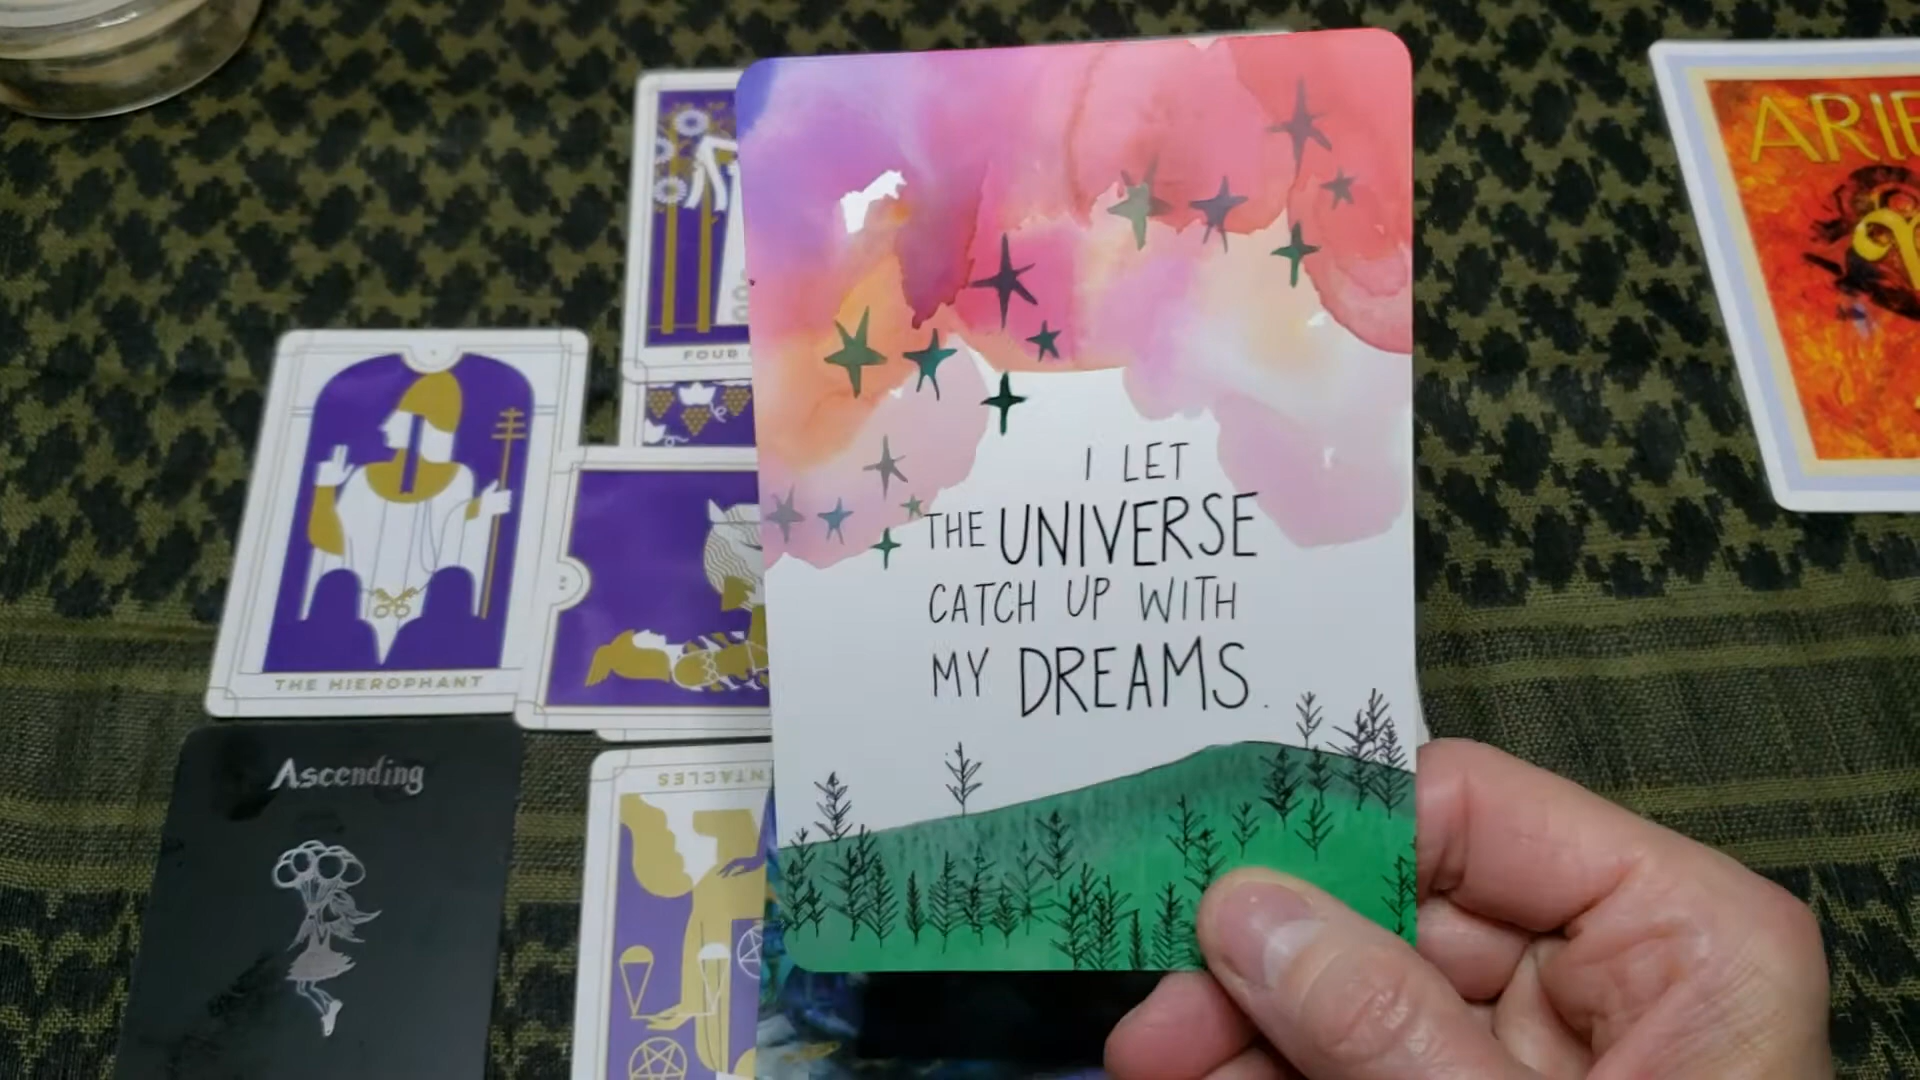 I LET
THE UNIVERSE
CATCH UP WITH
MY DREAMS.
THE HIEROPHANT
Ascending